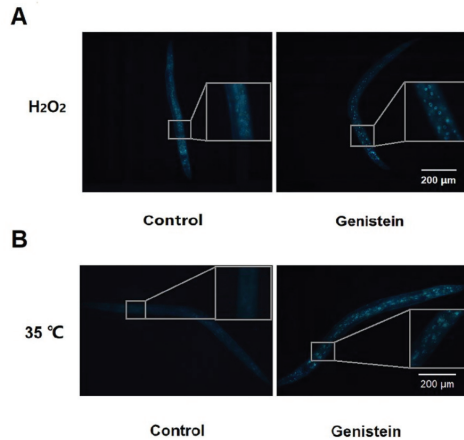 A
H2O2
200 µm
Control
Genistein
B
35 ℃
200 µm
Control
Genistein